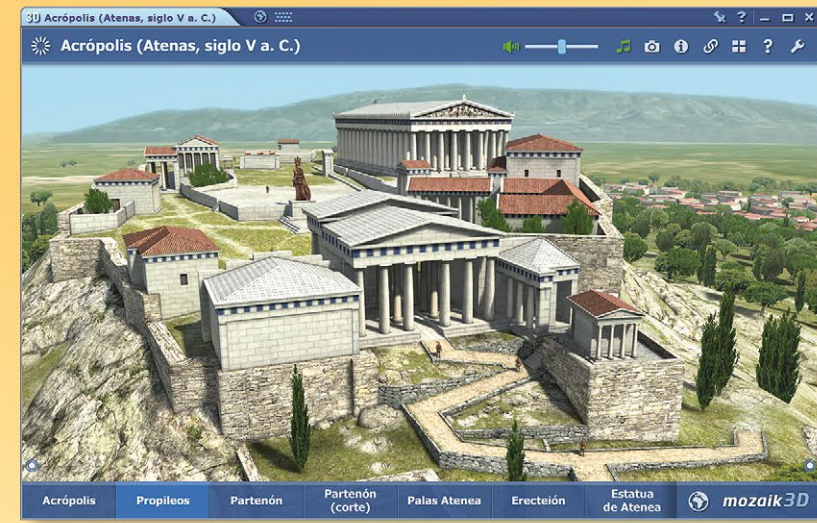 3D Acrópolis (Atenas, siglo V a. C.)
Acrópolis (Atenas, siglo V a. C.)
Acrópolis
Propileos
Partenón
Partenón
(corte)
Palas Atenea
Erecteión
Estatua
de Atenea
mozaik3D